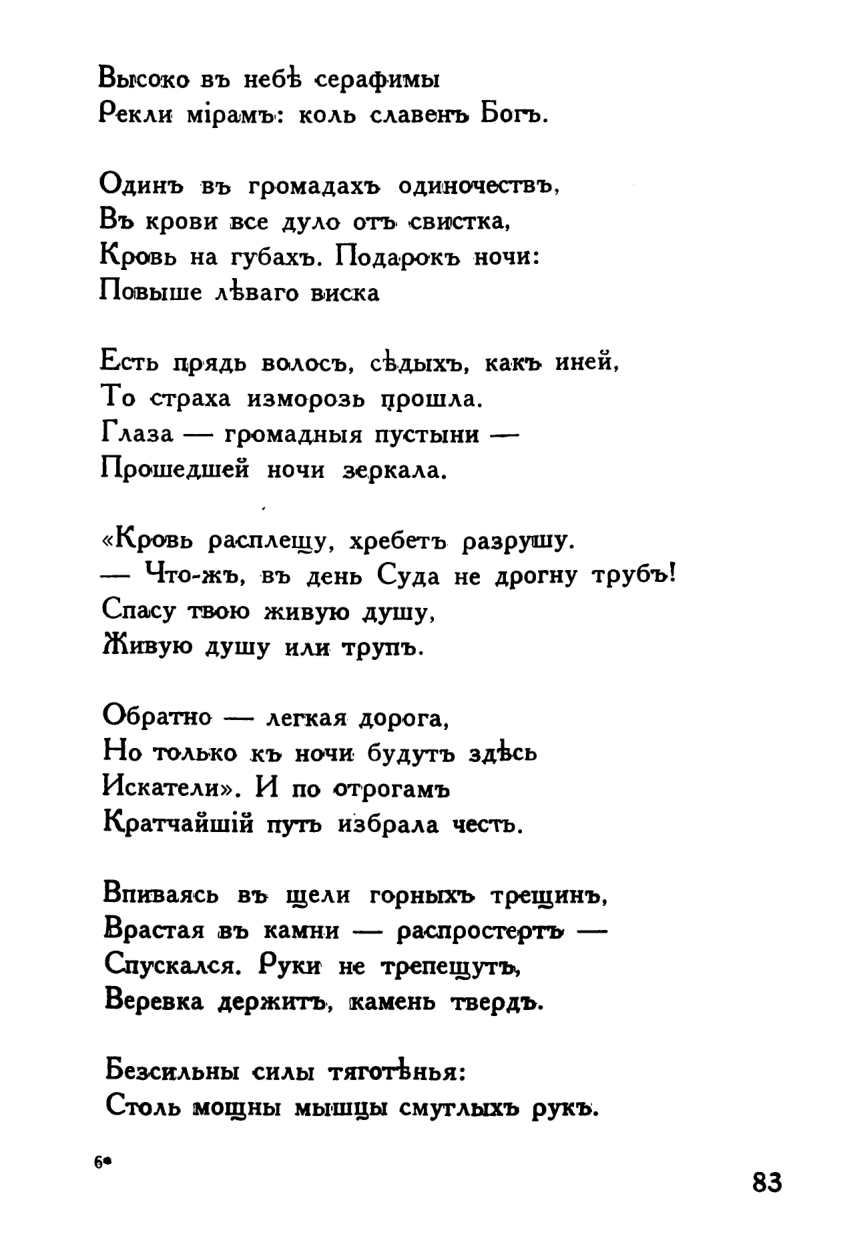 Высоко въ небѣ серафимы
Рекли мірамъ: коль славенъ Богъ.
Одинъ въ громадахъ одиночествъ,
Въ крови все дуло отъ свистка,
Кровь на губахъ. Подарокъ ночи:
Повыше лѣваго виска
Есть прядь волосъ, сѣдыхъ, какъ иней,
То страха изморозь прошла.
Глаза — громадныя пустыни —
Прошедшей ночи зеркала.
«Кровь расплещу, хребетъ разрушу.
— Что-жъ, въ день Суда не дрогну трубъ!
Спасу твою живую душу,
Живую душу или трупъ.
Обратно — легкая дорога,
Но только къ ночи будутъ здѣсь
Искатели». И по отрогамъ
Кратчайшій путь избрала честь.
Впиваясь въ щели горныхъ трещинъ,
Врастая въ камни — распростертъ —
Спускался. Руки не трепещутъ,
Веревка держитъ, камень твердъ.
Безсильны силы тяготѣнья:
Столь мощны мышцы смуглыхъ рукъ.
6*
83